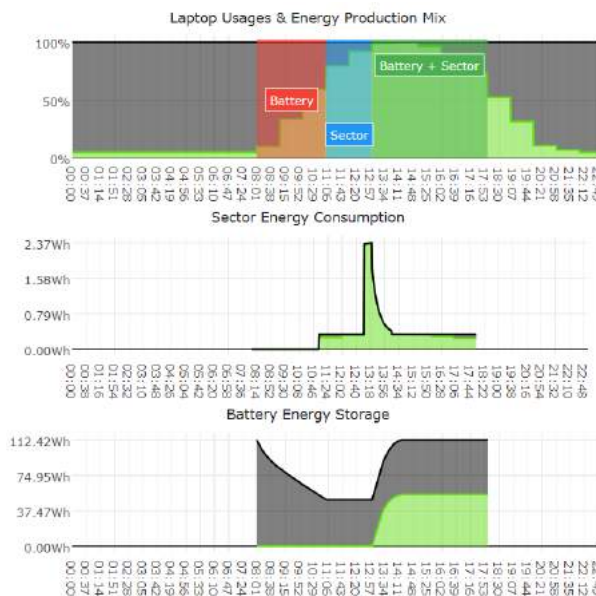 Laptop Usages & Energy Production Mix
100%
Battery + Sector
50%
Battery
Sector
0%
00:00 00:37 01:14 01:51 02:28 03:05 03:42 04:19 04:56 05:33 06:10 06:47 07:24 08:01 08:38 09:15 09:52 10:29 11:06 11:43 12:20 12:57 13:34 14:11 14:48 15:25 16:02 16:39 17:16 17:53 18:30 19:07 19:44 20:21 20:58 21:35 22:12
Sector Energy Consumption
2.37Wh
1.58Wh
0.79Wh
0.00Wh
00:00 00:38 01:16 01:54 02:32 03:10 03:48 04:26 05:04 05:42 06:20 06:58 07:36 08:14 08:52 09:30 10:08 10:46 11:24 12:02 12:40 13:18 13:56 14:34 15:12 15:50 16:28 17:06 17:44 18:22 19:00 19:38 20:16 20:54 21:32 22:10 22:48
Battery Energy Storage
112.42Wh
74.95Wh
37.47Wh
0.00Wh
00:00 00:37 01:14 01:51 02:28 03:05 03:42 04:19 04:56 05:33 06:10 06:47 07:24 08:01 08:38 09:15 09:52 10:29 11:06 11:43 12:20 12:57 13:34 14:11 14:48 15:25 16:02 16:39 17:16 17:53 18:30 19:07 19:44 20:21 20:58 21:35 22:12